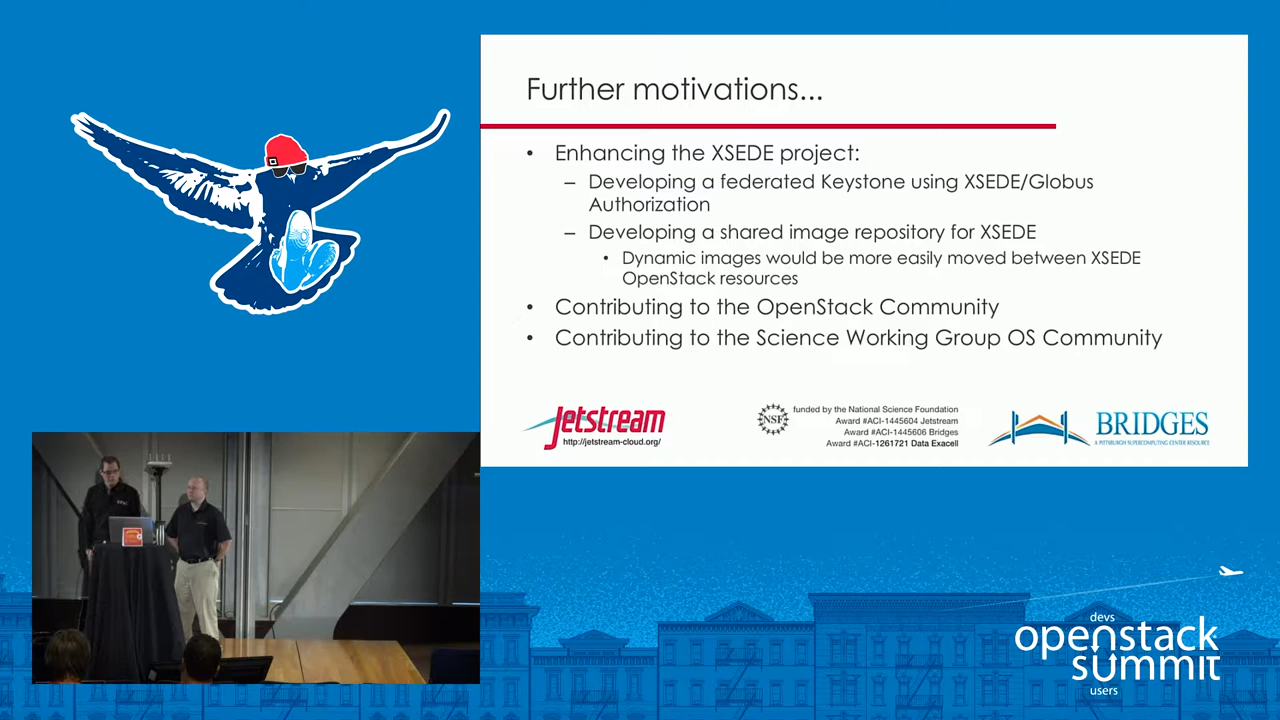 Further motivations...
• Enhancing the XSEDE project:
– Developing a federated Keystone using XSEDE/Globus
Authorization
– Developing a shared image repository for XSEDE
• Dynamic images would be more easily moved between XSEDE
OpenStack resources
• Contributing to the OpenStack Community
• Contributing to the Science Working Group OS Community
Jetstream
http://jetstream-cloud.org/
NSF
funded by the National Science Foundation
Award #ACI-1445604 Jetstream
Award #ACI-1445606 Bridges
Award #ACI-1261721 Data Exacell
BRIDGES
A PITTSBURGH SUPERCOMPUTING CENTER RESOURCE
devs
openstack
summit
users